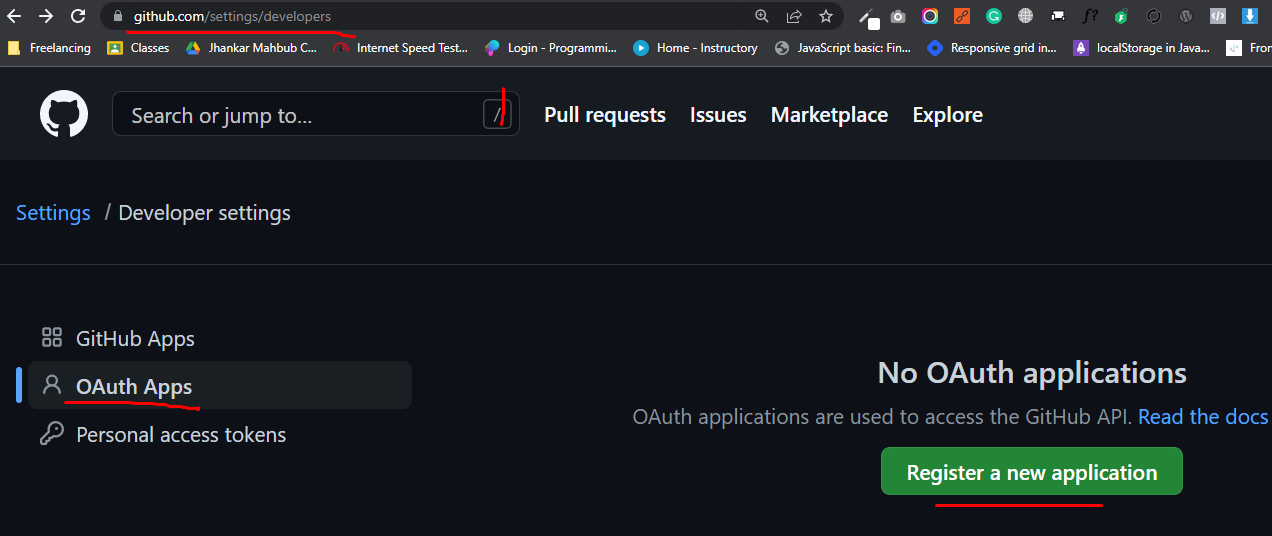 github.com/settings/developers
Freelancing Classes Jhankar Mahbub C... Internet Speed Test... Login - Programmi... Home - Instructory JavaScript basic: Fin... Responsive grid in... localStorage in Java... Fron
Search or jump to... / Pull requests Issues Marketplace Explore
Settings / Developer settings
GitHub Apps
OAuth Apps
Personal access tokens
No OAuth applications
OAuth applications are used to access the GitHub API. Read the docs
Register a new application